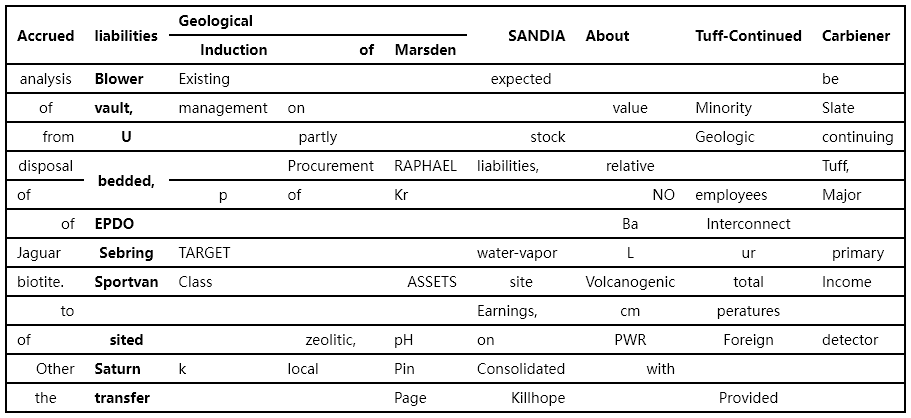 Accrued liabilities Geological SANDIA About Tuff-Continued Carbiener
Induction of Marsden
analysis Blower Existing expected be
of vault, management on value Minority Slate
from U partly stock Geologic continuing
disposal bedded, Procurement RAPHAEL liabilities, relative Tuff,
of p of Kr NO employees Major
of EPDO Ba Interconnect
Jaguar Sebring TARGET water-vapor L ur primary
biotite. Sportvan Class ASSETS site Volcanogenic total Income
to Earnings, cm peratures
of sited zeolitic, pH on PWR Foreign detector
Other Saturn k local Pin Consolidated with
the transfer Page Killhope Provided